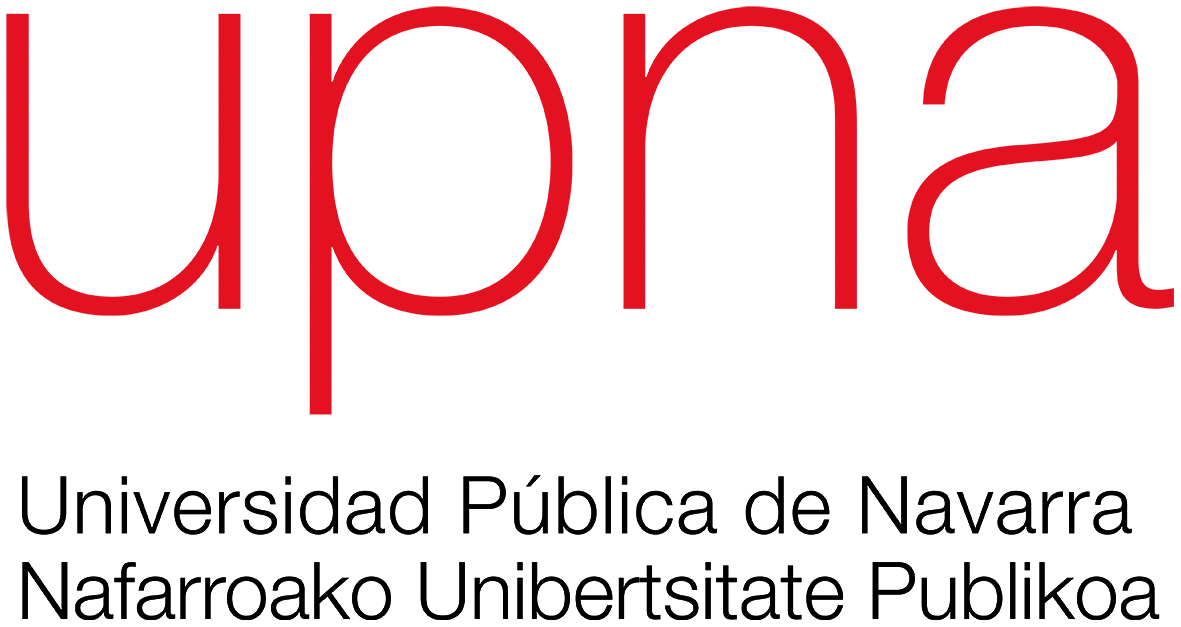 upna
Universidad Pública de Navarra
Nafarroako Unibertsitate Publikoa